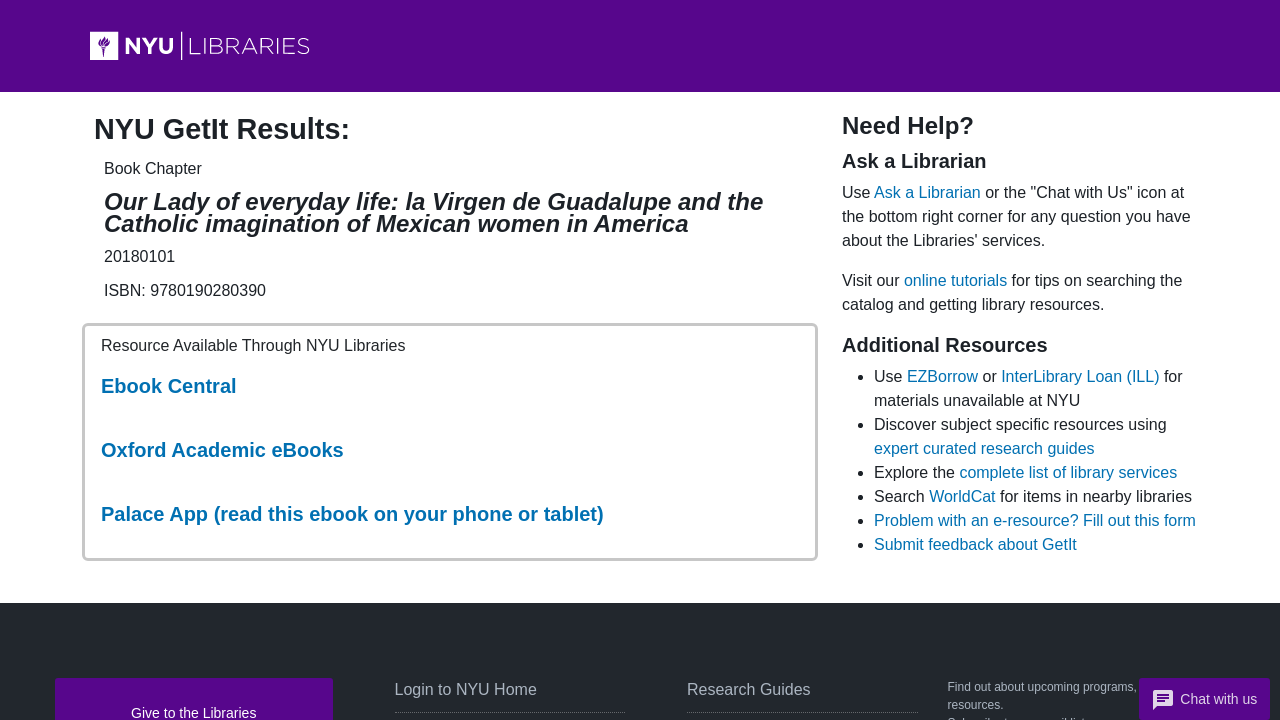 NYU | LIBRARIES
NYU GetIt Results:
Book Chapter
Our Lady of everyday life: la Virgen de Guadalupe and the
Catholic imagination of Mexican women in America
20180101
ISBN: 9780190280390
Resource Available Through NYU Libraries
Ebook Central
Oxford Academic eBooks
Palace App (read this ebook on your phone or tablet)
Need Help?
Ask a Librarian
Use Ask a Librarian or the "Chat with Us" icon at
the bottom right corner for any question you have
about the Libraries' services.
Visit our online tutorials for tips on searching the
catalog and getting library resources.
Additional Resources
Use EZBorrow or InterLibrary Loan (ILL) for
materials unavailable at NYU
Discover subject specific resources using
expert curated research guides
Explore the complete list of library services
Search WorldCat for items in nearby libraries
Problem with an e-resource? Fill out this form
Submit feedback about GetIt
Give to the Libraries
Login to NYU Home
Research Guides
Find out about upcoming programs,
resources.
Chat with us